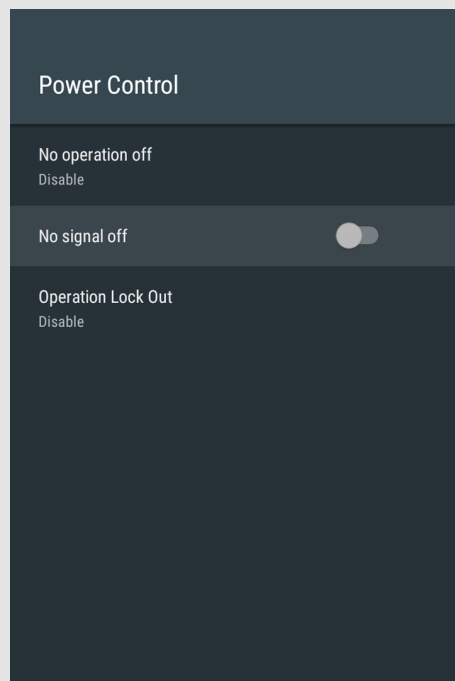 Power Control
No operation off
Disable
No signal off
Operation Lock Out
Disable